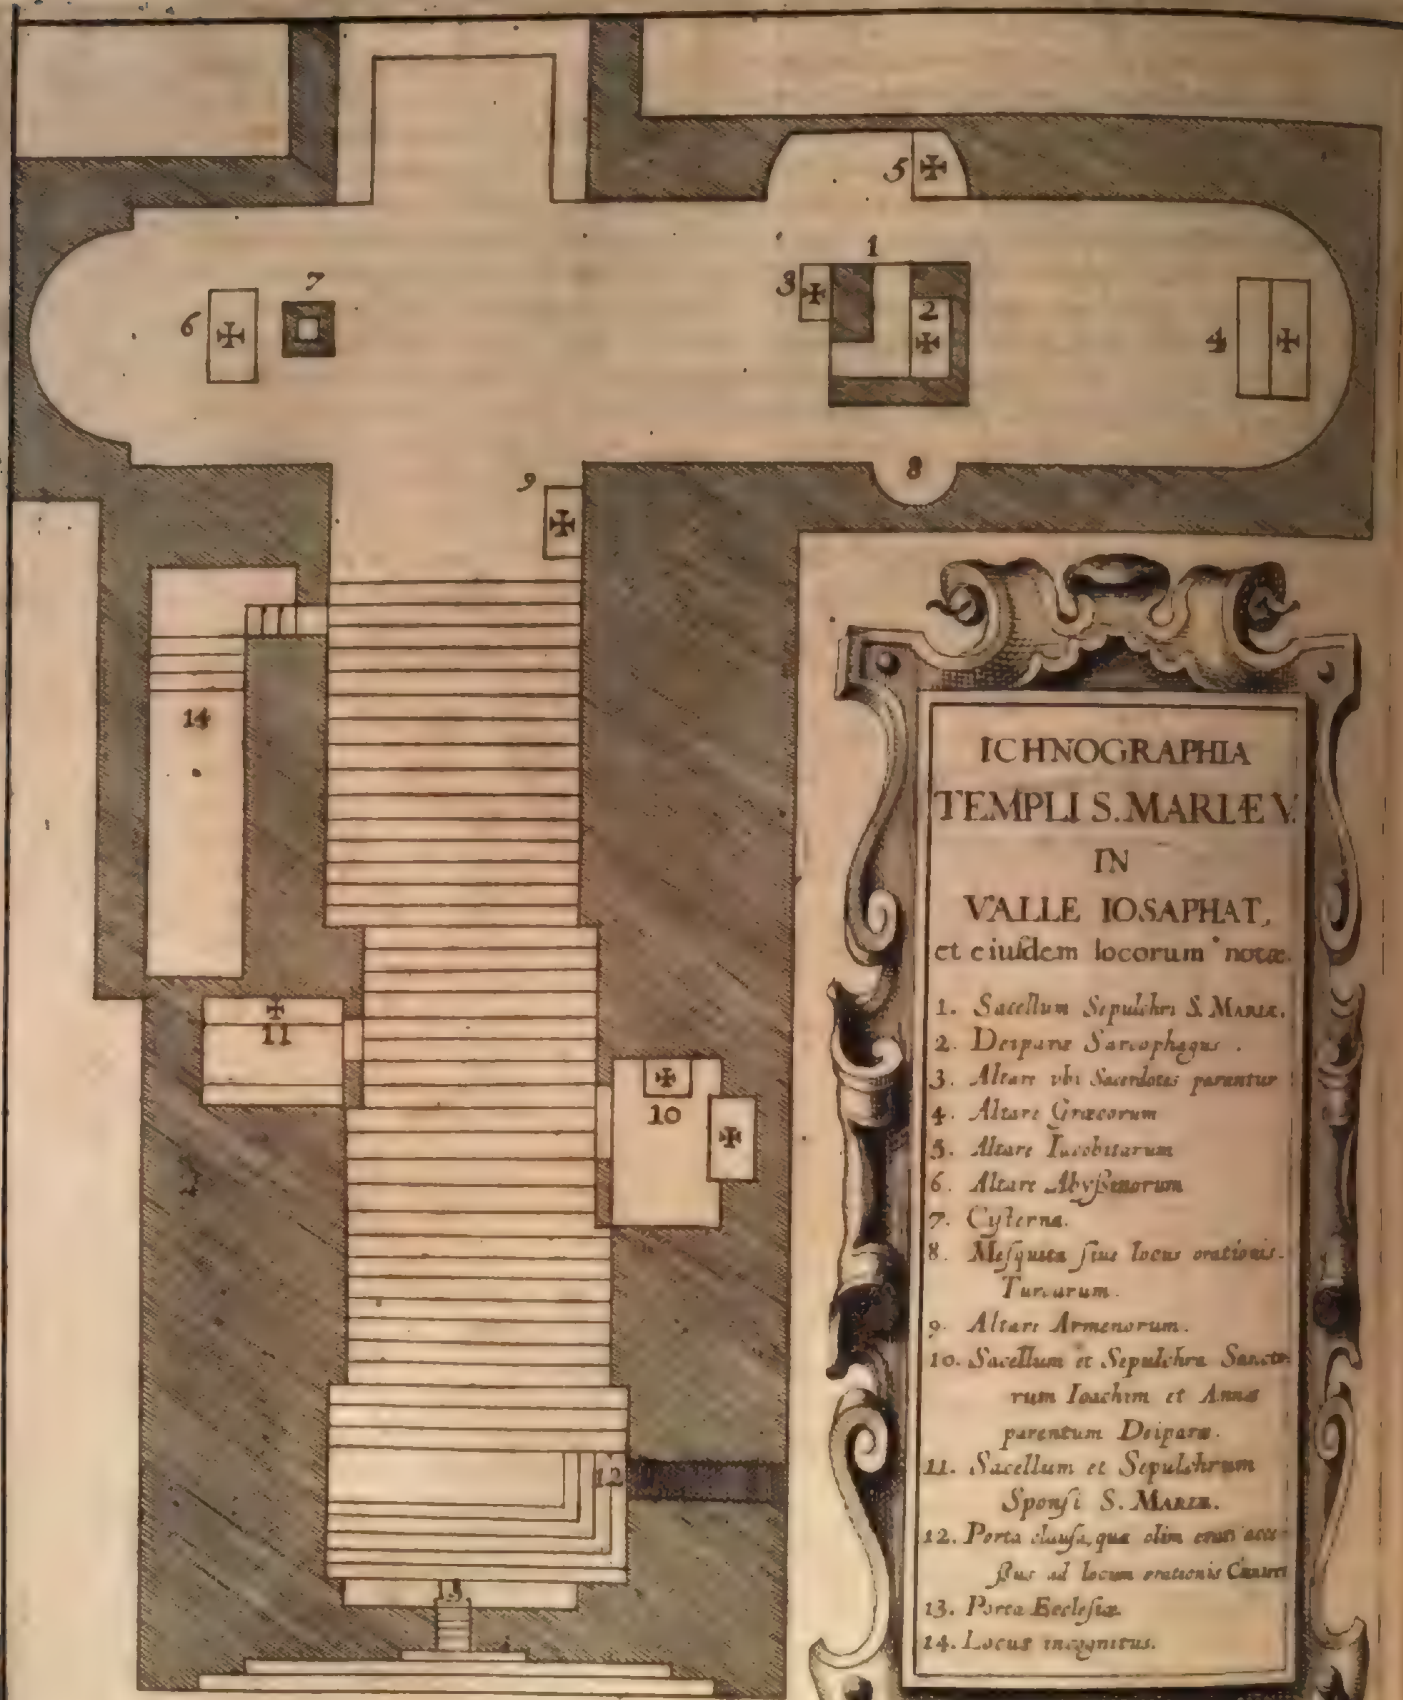 5
1
3
2
7
6
4
8
9
14
11
10
12
13
ICHNOGRAPHIA
TEMPLI S. MARIÆ V.
IN
VALLE IOSAPHAT,
et eiuſdem locorum notæ.
1. Sacellum Sepulchri S. MARIÆ.
2. Deiparæ Sarcophagus.
3. Altare vbi Sacerdotes parantur
4. Altare Græcorum
5. Altare Iacobitarum
6. Altare Abyſſenorum
7. Cyſterna.
8. Meſquita ſiue locus orationis
Turcarum.
9. Altare Armenorum.
10. Sacellum et Sepulchra Sancto-
rum Ioachim et Annæ
parentum Deiparæ.
11. Sacellum et Sepulchrum
Sponſi S. MARIÆ.
12. Porta clauſa, qua olim erat acce-
ſſus ad locum orationis CHRISTI
13. Porta Eccleſiæ
14. Locus incognitus.